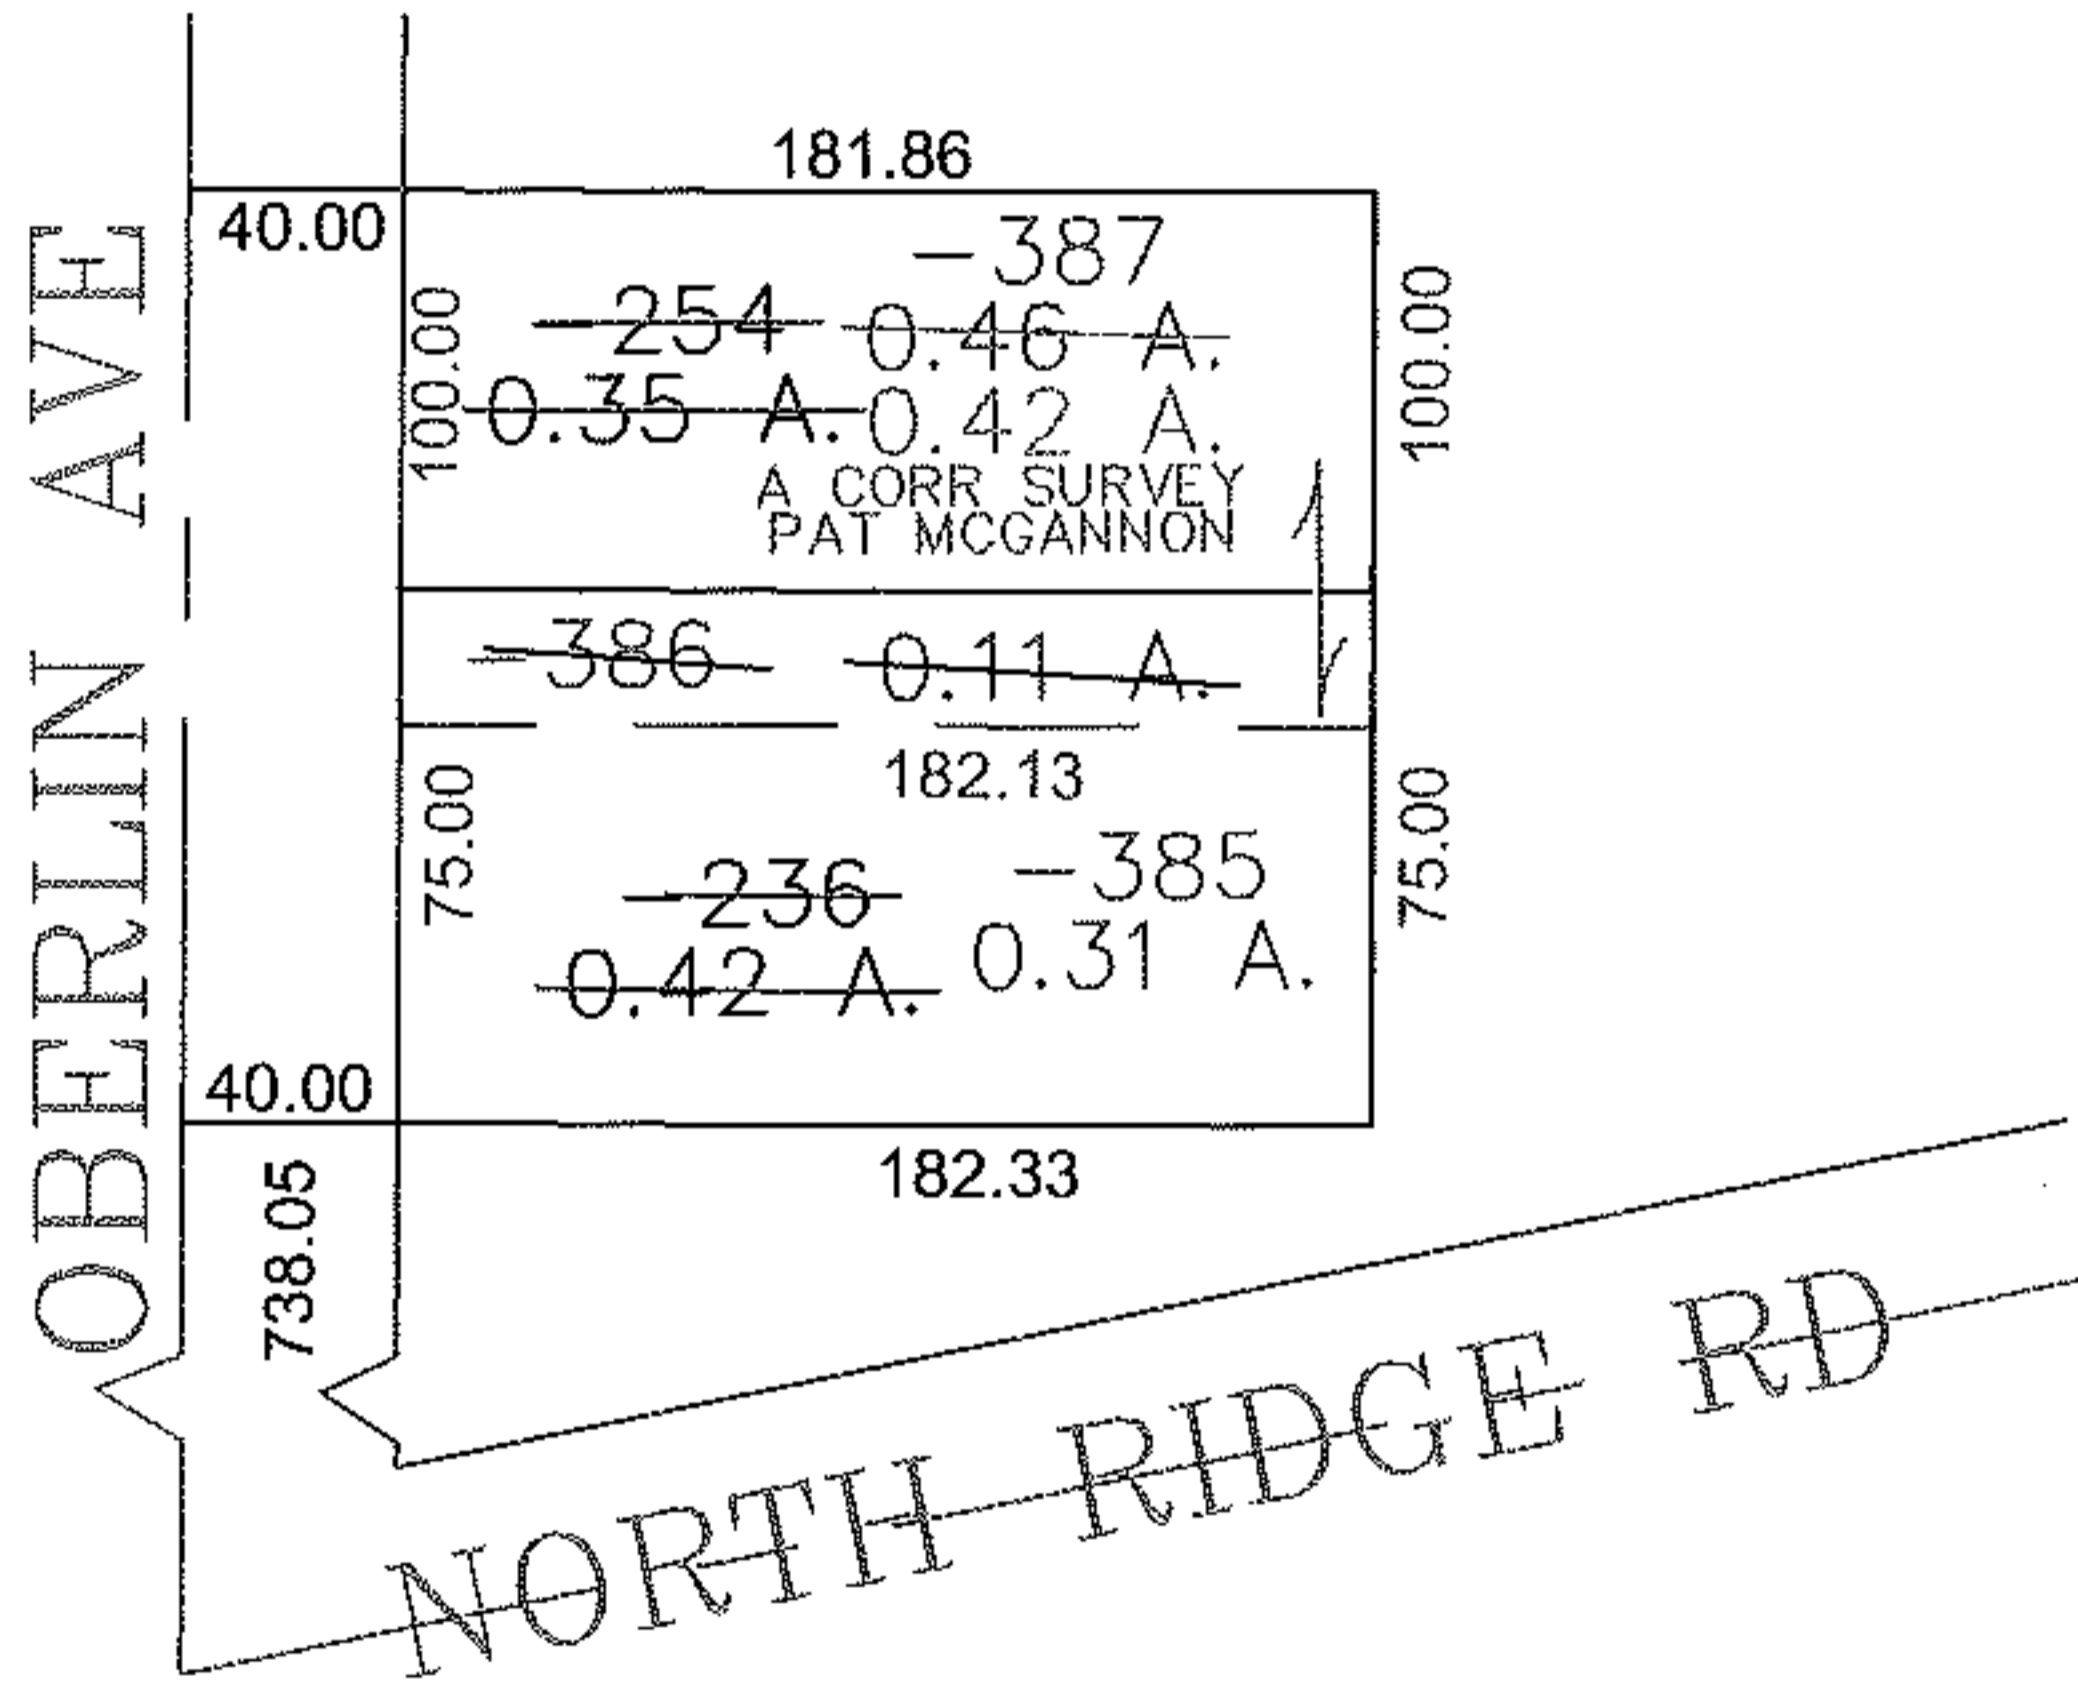 181.86
40.00
-387
-254 0.46 A.
0.35 A. 0.42 A.
A CORR SURVEY
PAT MCGANNON
100.00
100.00
-386 0.11 A.
182.13
75.00
75.00
-236 -385
0.42 A. 0.31 A.
40.00
182.33
738.05
OBERLIN AVE
NORTH RIDGE RD